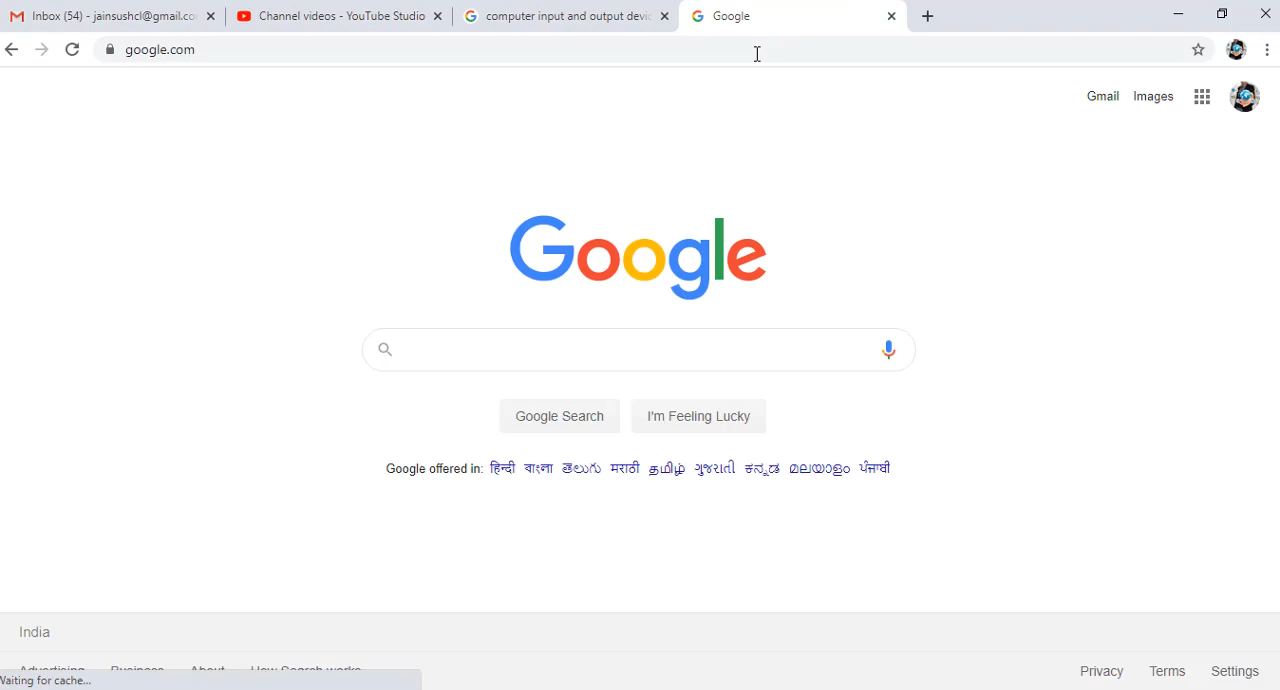 Inbox (54) - jainsushcl@gmail.co
Channel videos - YouTube Studio
computer input and output devic
Google
google.com
Gmail Images
Google
Google Search I'm Feeling Lucky
Google offered in: हिन्दी বাংলা తెలుగు मराठी தமிழ் ગુજરાતી ಕನ್ನಡ മലയാളം ਪੰਜਾਬੀ
India
Advertising Business About How Search works
Privacy Terms Settings
Waiting for cache...